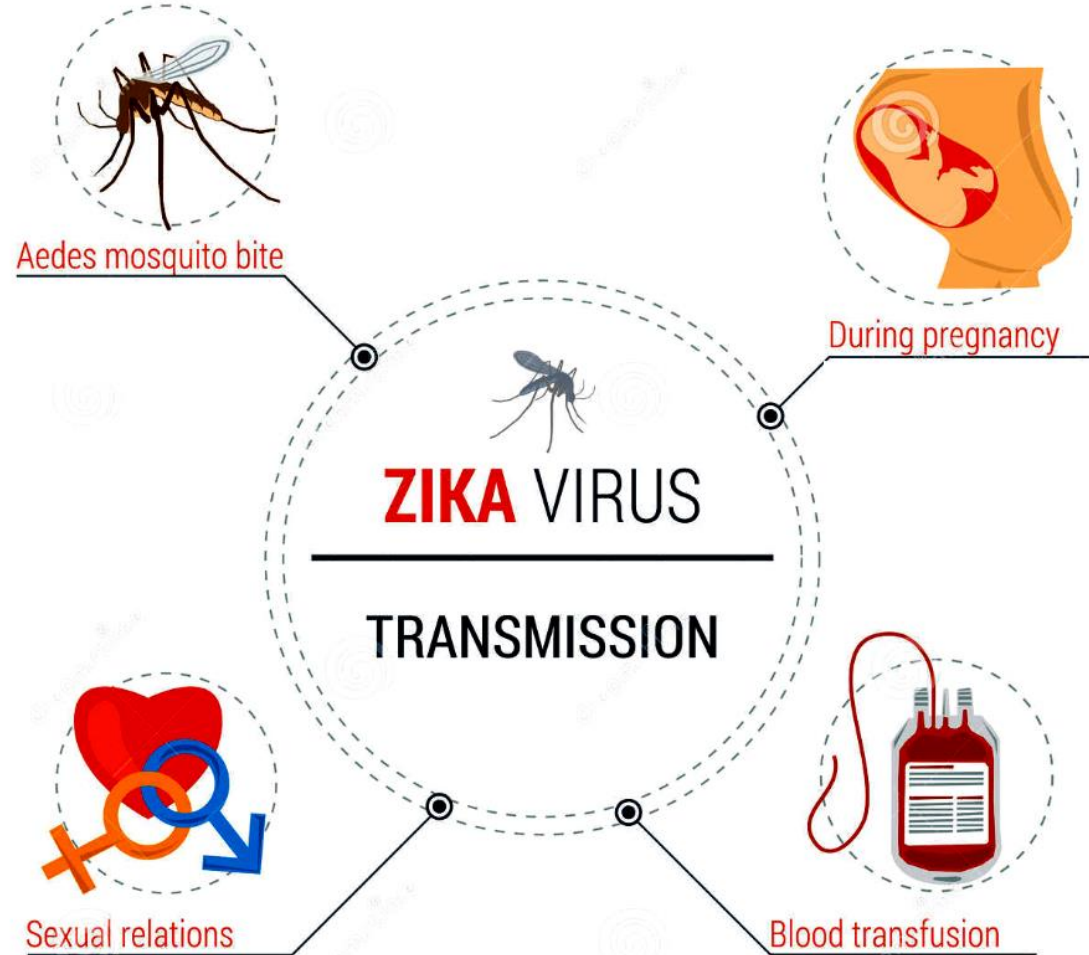 Aedes mosquito bite
During pregnancy
ZIKA VIRUS
TRANSMISSION
Sexual relations
Blood transfusion